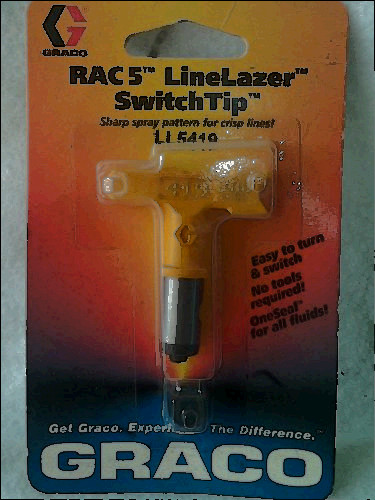 GRACO
RAC 5™ LineLazer™
SwitchTip™
Sharp spray pattern for crisp lines!
LL5419
Easy to turn
& switch
No tools
required!
OneSeal™
for all fluids!
Get Graco. The Difference.™
GRACO